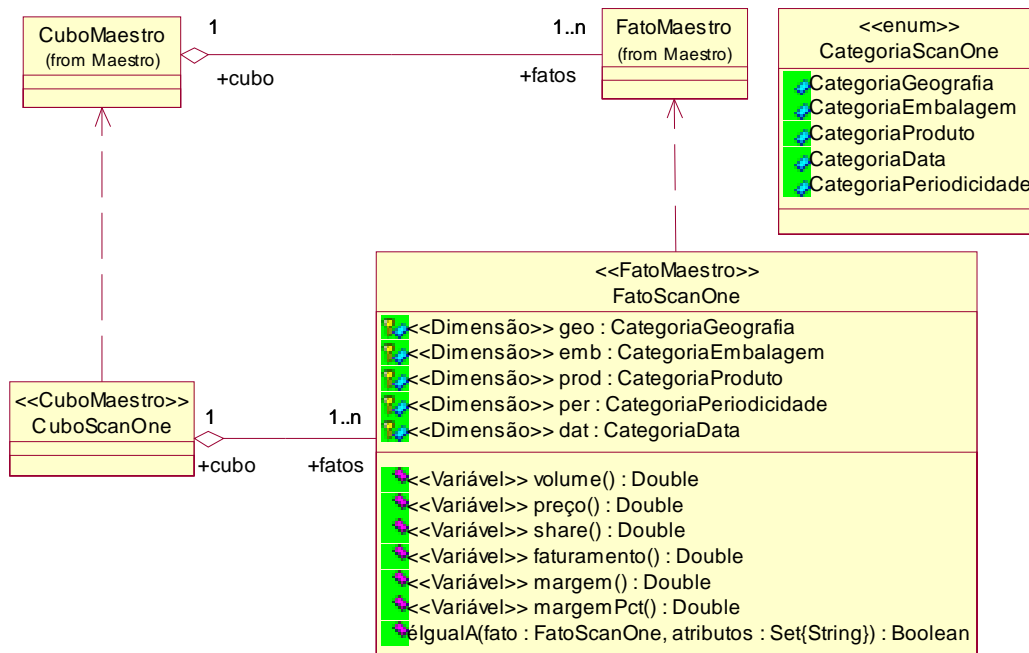 CuboMaestro
(from Maestro)
1
+cubo
1..n
+fatos
FatoMaestro
(from Maestro)
<<enum>>
CategoriaScanOne
CategoriaGeografia
CategoriaEmbalagem
CategoriaProduto
CategoriaData
CategoriaPeriodicidade
<<CuboMaestro>>
CuboScanOne
1
+cubo
1..n
+fatos
<<FatoMaestro>>
FatoScanOne
<<Dimensão>> geo : CategoriaGeografia
<<Dimensão>> emb : CategoriaEmbalagem
<<Dimensão>> prod : CategoriaProduto
<<Dimensão>> per : CategoriaPeriodicidade
<<Dimensão>> dat : CategoriaData
<<Variável>> volume() : Double
<<Variável>> preço() : Double
<<Variável>> share() : Double
<<Variável>> faturamento() : Double
<<Variável>> margem() : Double
<<Variável>> margemPct() : Double
éIgualA(fato : FatoScanOne, atributos : Set{String}) : Boolean